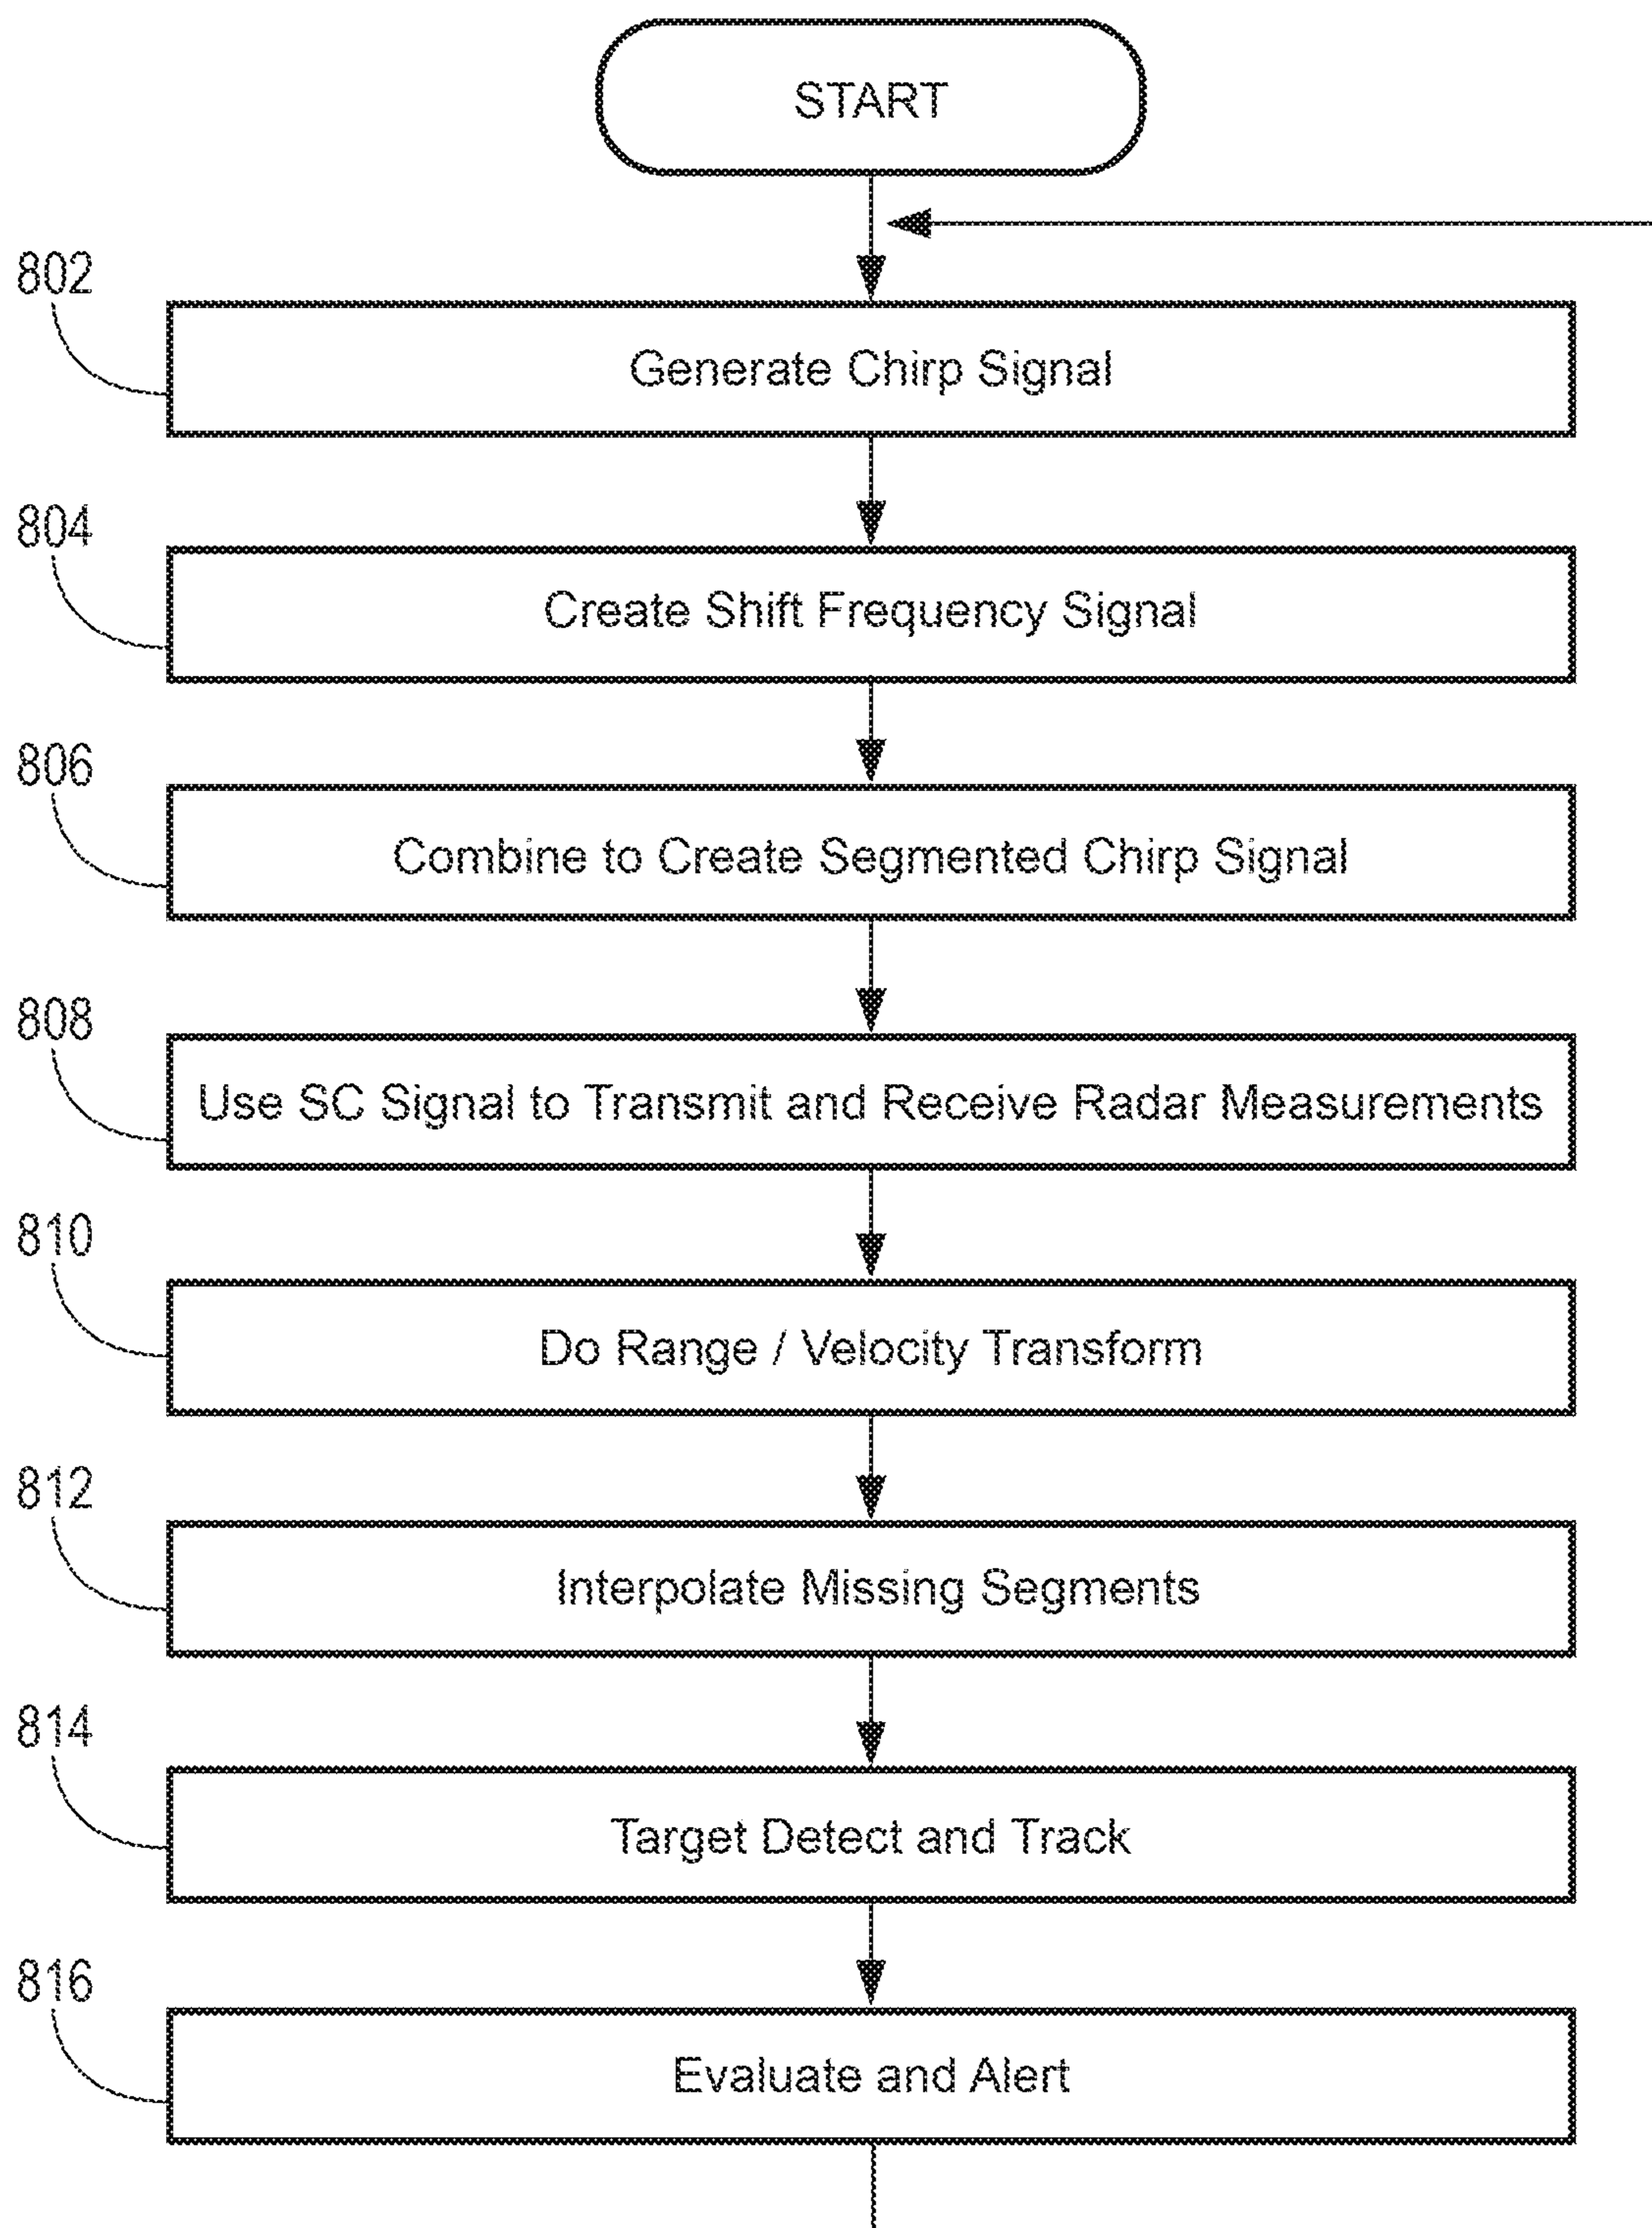 START
802
Generate Chirp Signal
804
Create Shift Frequency Signal
806
Combine to Create Segmented Chirp Signal
808
Use SC Signal to Transmit and Receive Radar Measurements
810
Do Range / Velocity Transform
812
Interpolate Missing Segments
814
Target Detect and Track
816
Evaluate and Alert